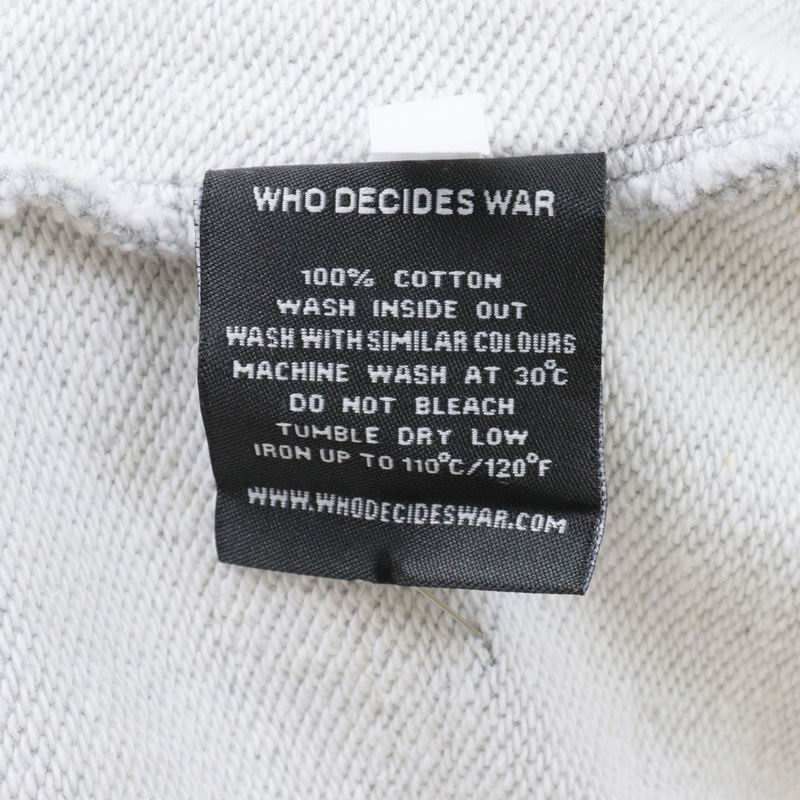 WHO DECIDES WAR
100% COTTON
WASH INSIDE OUT
WASH WITH SIMILAR COLOURS
MACHINE WASH AT 30°C
DO NOT BLEACH
TUMBLE DRY LOW
IRON UP TO 110°C/120°F
WWW.WHODECIDESWAR.COM